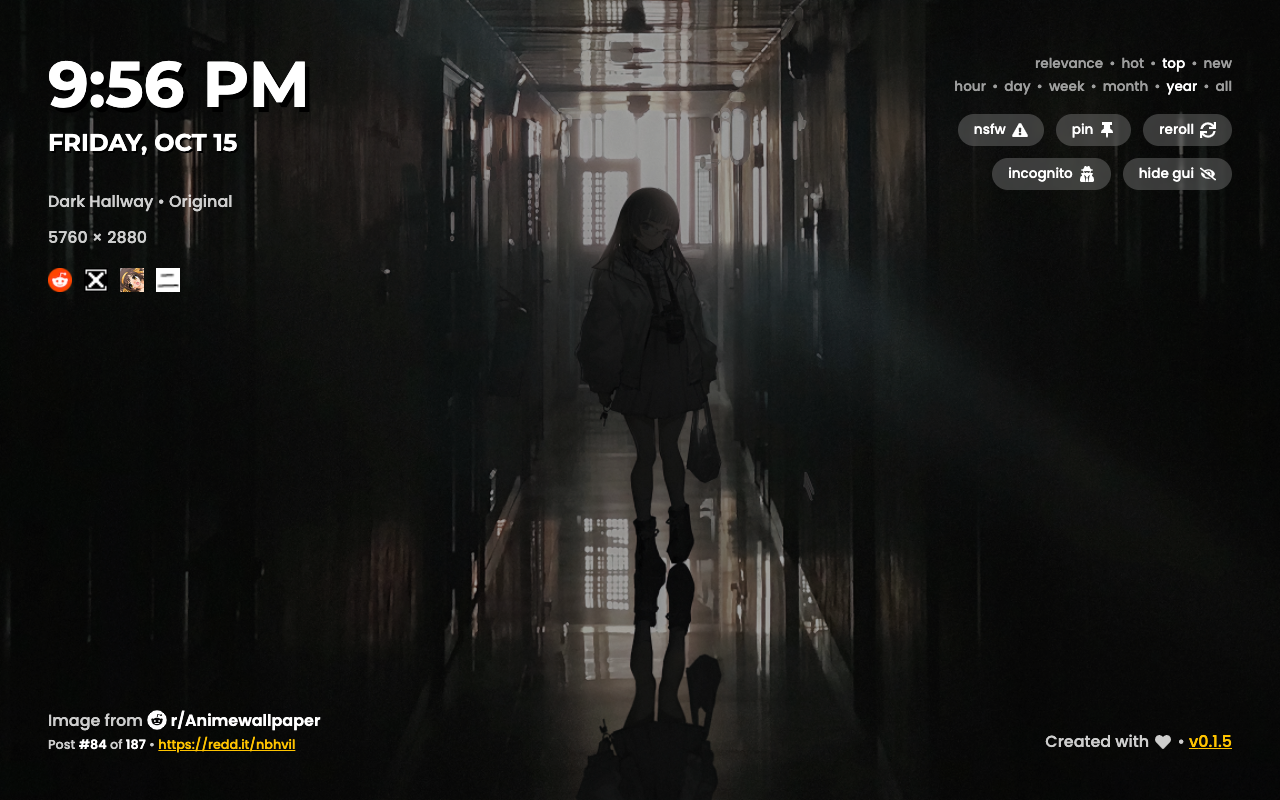 9:56 PM
FRIDAY, OCT 15
Dark Hallway • Original
5760 × 2880
relevance • hot • top • new
hour • day • week • month • year • all
nsfw
pin
reroll
incognito
hide gui
Image from r/Animewallpaper
Post #84 of 187 • https://redd.it/nbhvil
Created with • v0.1.5